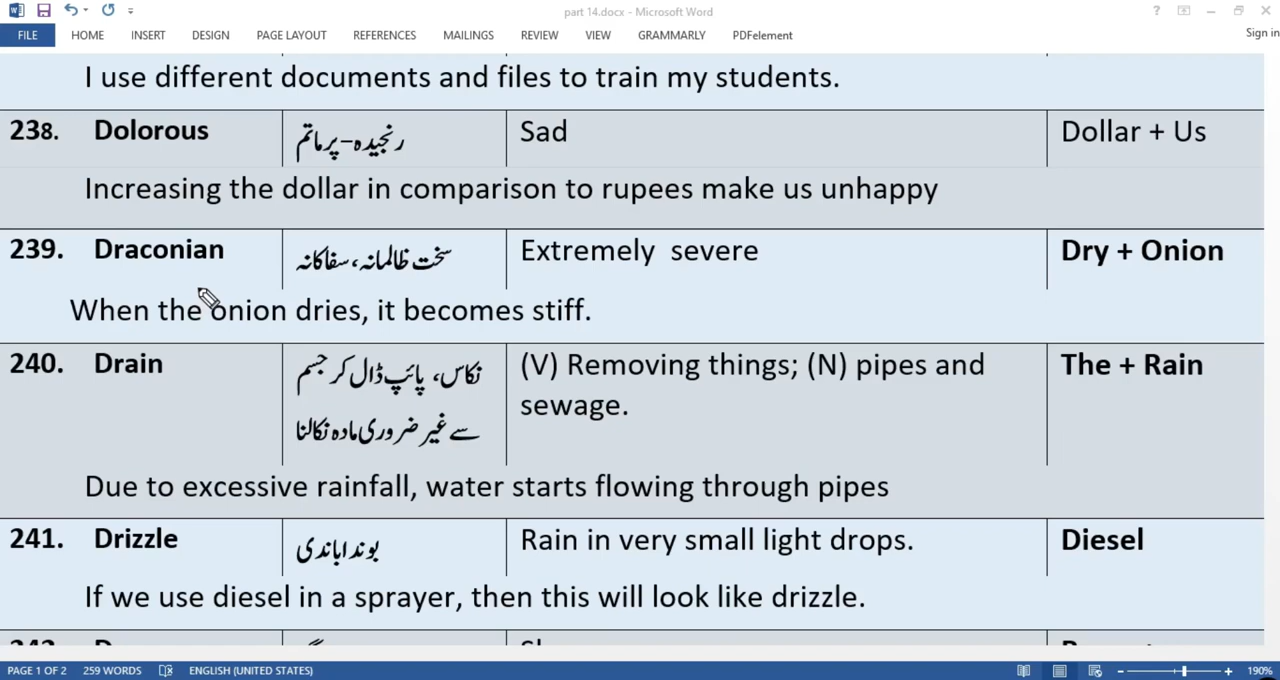 part 14.docx - Microsoft Word
FILE HOME INSERT DESIGN PAGE LAYOUT REFERENCES MAILINGS REVIEW VIEW GRAMMARLY PDFelement Sign in
I use different documents and files to train my students.
238. Dolorous رنجیدہ-پرماتم Sad Dollar + Us
Increasing the dollar in comparison to rupees make us unhappy
239. Draconian سخت ظالمانہ، سفاکانہ Extremely severe Dry + Onion
When the onion dries, it becomes stiff.
240. Drain نکاس، پائپ ڈال کر جسم (V) Removing things; (N) pipes and The + Rain
سے غیر ضروری مادہ نکالنا sewage.
Due to excessive rainfall, water starts flowing through pipes
241. Drizzle بوندا باندی Rain in very small light drops. Diesel
If we use diesel in a sprayer, then this will look like drizzle.
PAGE 1 OF 2 259 WORDS ENGLISH (UNITED STATES) 190%